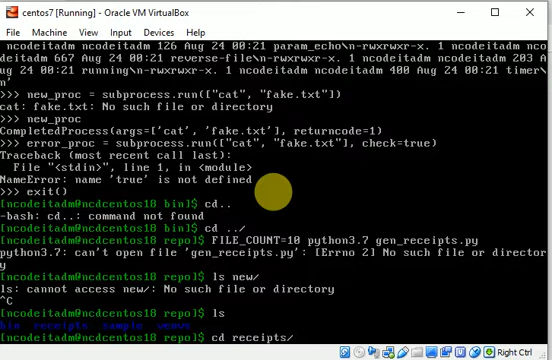 centos7 [Running] - Oracle VM VirtualBox
File Machine View Input Devices Help
ncodeitadm ncodeitadm 126 Aug 24 00:21 param_echo\n-rwxrwxr-x. 1 ncod
eitadm 667 Aug 24 00:21 reverse-file\n-rwxrwxr-x. 1 ncodeitadm 203 A
ug 24 00:21 running\n-rwxrwxr-x. 1 ncodeitadm ncodeitadm 400 Aug 24 00:21 timer\
n'
>>> new_proc = subprocess.run(["cat", "fake.txt"])
cat: fake.txt: No such file or directory
>>> new_proc
CompletedProcess(args=['cat', 'fake.txt'], returncode=1)
>>> error_proc = subprocess.run(["cat", "fake.txt"], check=true)
Traceback (most recent call last):
File "<stdin>", line 1, in <module>
NameError: name 'true' is not defined
>>> exit()
[ncodeitadm@ncdcentos18 bin]$ cd..
-bash: cd..: command not found
[ncodeitadm@ncdcentos18 bin]$ cd ../
[ncodeitadm@ncdcentos18 repo]$ FILE_COUNT=10 python3.7 gen_receipts.py
python3.7: can't open file 'gen_receipts.py': [Errno 2] No such file or director
y
[ncodeitadm@ncdcentos18 repo]$ ls new/
ls: cannot access new/: No such file or directory
^C
[ncodeitadm@ncdcentos18 repo]$ ls
bin receipts sample venvs
[ncodeitadm@ncdcentos18 repo]$ cd receipts/
Right Ctrl